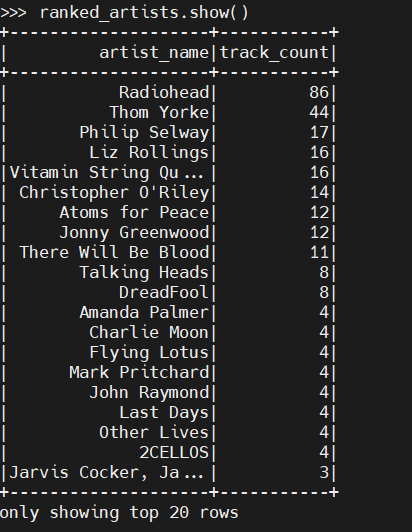 >>> ranked_artists.show()
+--------------------+-----------+
|         artist_name|track_count|
+--------------------+-----------+
|           Radiohead|         86|
|          Thom Yorke|         44|
|       Philip Selway|         17|
|        Liz Rollings|         16|
|Vitamin String Qu...|         16|
| Christopher O'Riley|         14|
|     Atoms for Peace|         12|
|     Jonny Greenwood|         12|
| There Will Be Blood|         11|
|       Talking Heads|          8|
|           DreadFool|          8|
|       Amanda Palmer|          4|
|        Charlie Moon|          4|
|        Flying Lotus|          4|
|      Mark Pritchard|          4|
|        John Raymond|          4|
|           Last Days|          4|
|         Other Lives|          4|
|             2CELLOS|          4|
|Jarvis Cocker, Ja...|          3|
+--------------------+-----------+
only showing top 20 rows